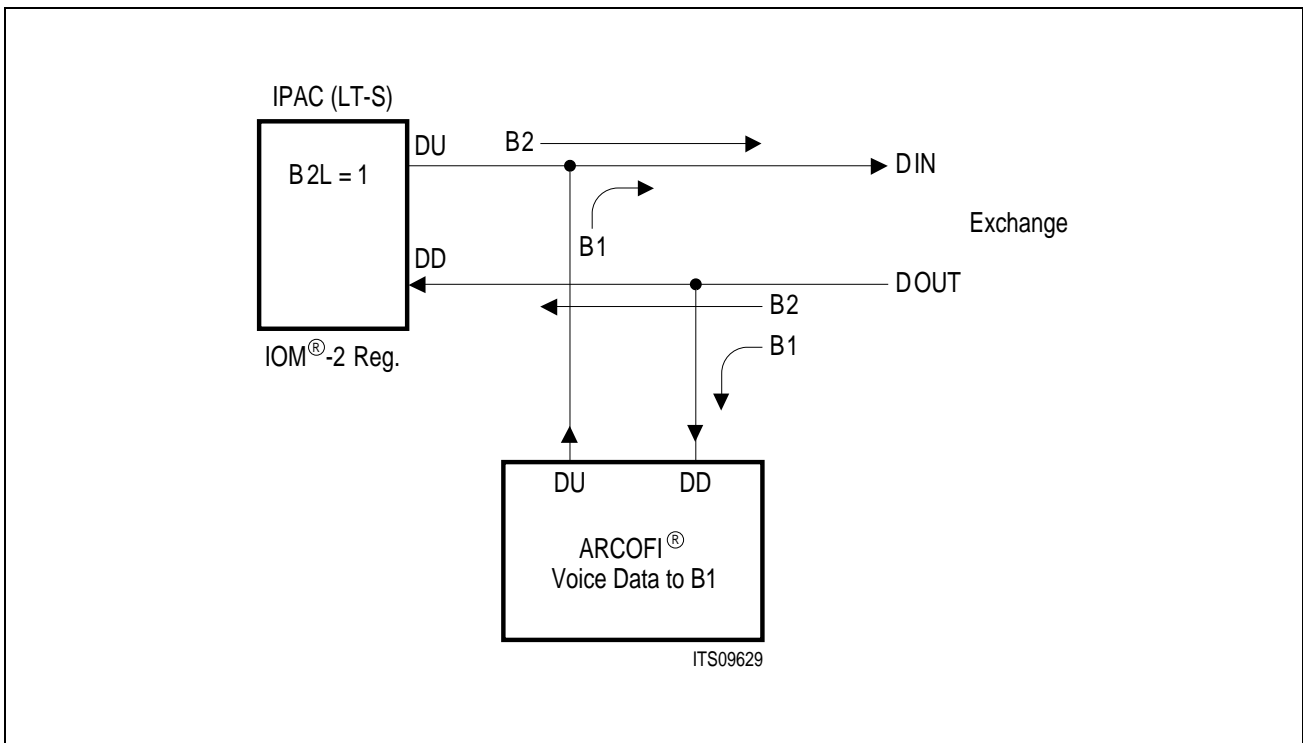 IPAC (LT-S)
DU
B2
DIN
B2L = 1
B1
Exchange
DD
DOUT
B2
B1
IOM®-2 Reg.
DU
DD
ARCOFI®
Voice Data to B1
ITS09629